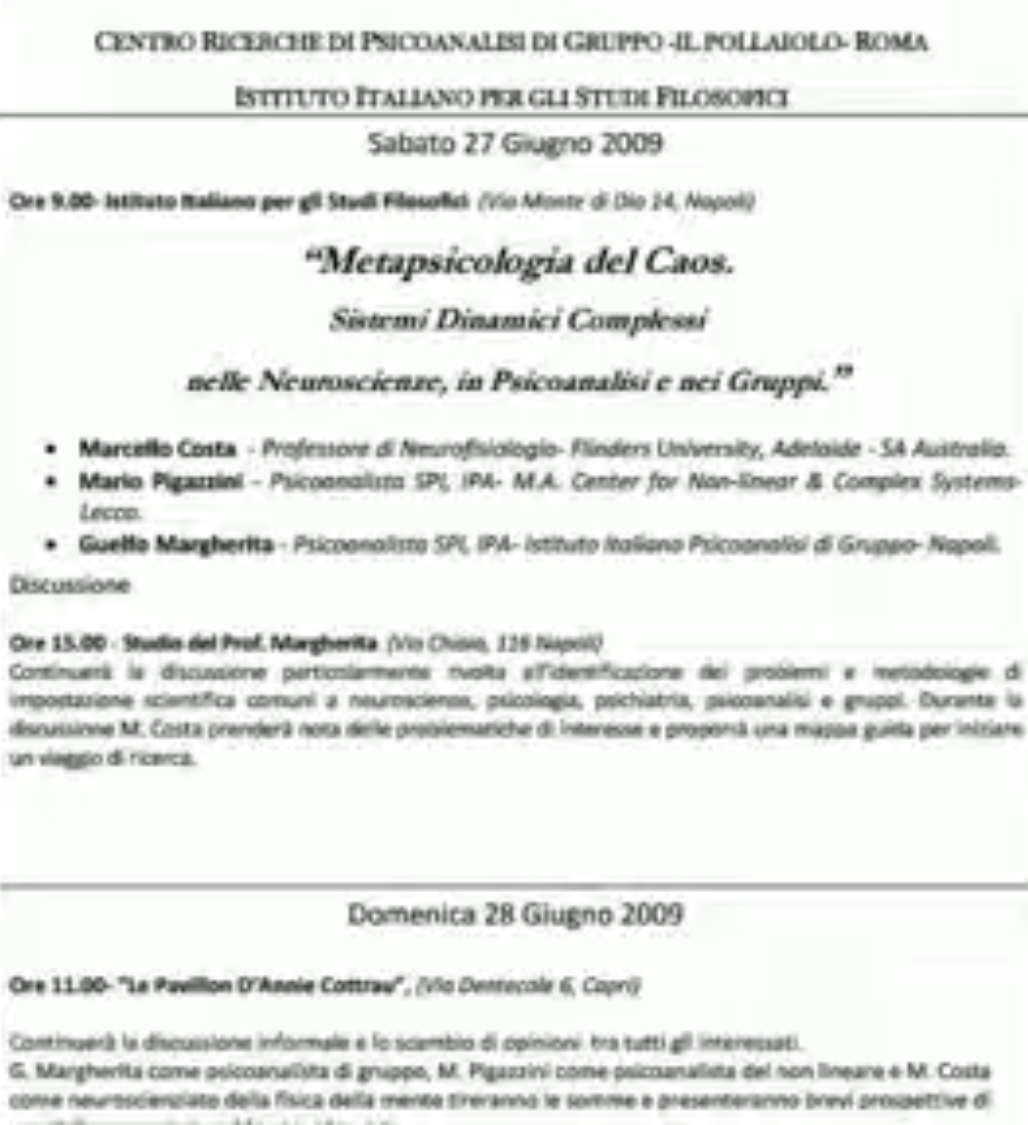 CENTRO RICERCHE DI PSICOANALISI DI GRUPPO -IL POLLAIOLO- ROMA
ISTITUTO ITALIANO PER GLI STUDI FILOSOFICI
Sabato 27 Giugno 2009
Ore 9.00- Istituto Italiano per gli Studi Filosofici (Via Monte di Dio 14, Napoli)
“Metapsicologia del Caos.
Sistemi Dinamici Complessi
nelle Neuroscienze, in Psicoanalisi e nei Gruppi.”
• Marcello Costa - Professore di Neurofisiologia- Flinders University, Adelaide - SA Australia.
• Mario Pigazzini - Psicoanalista SPI, IPA- M.A. Center for Non-linear & Complex Systems-
Lecco.
• Guelfo Margherita - Psicoanalista SPI, IPA- Istituto Italiano Psicoanalisi di Gruppo- Napoli.
Discussione
Ore 15.00 - Studio del Prof. Margherita (Via Chiaia, 116 Napoli)
Continuerà la discussione particolarmente rivolta all'identificazione dei problemi e metodologie di
impostazione scientifica comuni a neuroscienze, psicologia, psichiatria, psicoanalisi e gruppi. Durante la
discussione M. Costa prenderà nota delle problematiche di interesse e proporrà una mappa guida per iniziare
un viaggio di ricerca.
Domenica 28 Giugno 2009
Ore 11.00- "Le Pavillon D'Annie Cottrau", (Via Dentecale 6, Capri)
Continuerà la discussione informale e lo scambio di opinioni tra tutti gli interessati.
G. Margherita come psicoanalista di gruppo, M. Pigazzini come psicoanalista del non lineare e M. Costa
come neuroscienziato della fisica della mente tireranno le somme e presenteranno brevi prospettive di